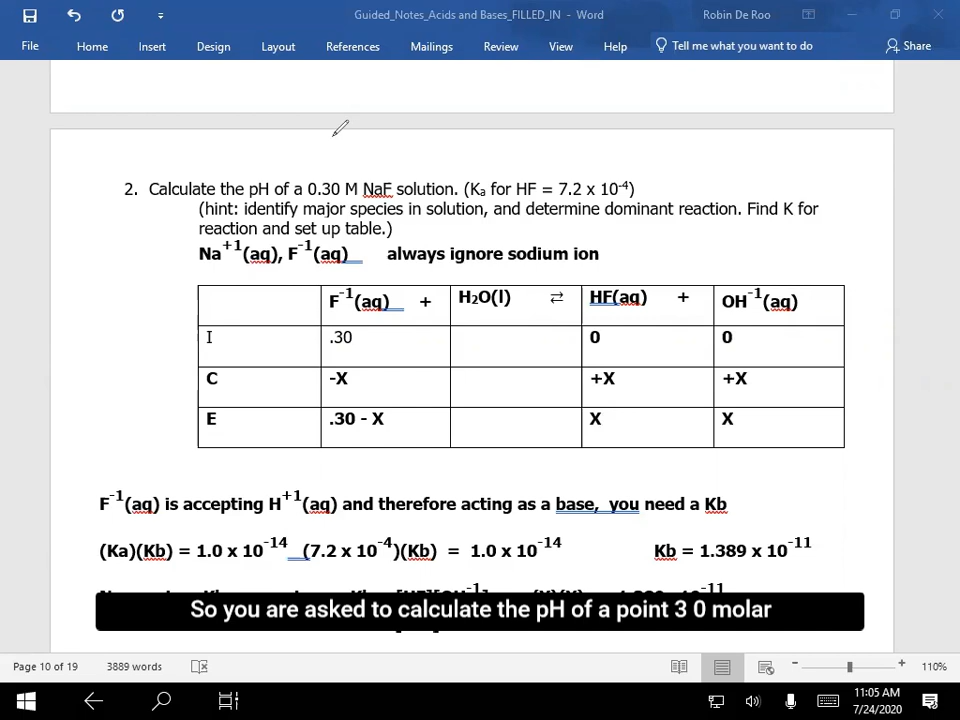 Guided_Notes_Acids and Bases_FILLED_IN - Word
Robin De Roo
File Home Insert Design Layout References Mailings Review View Help Tell me what you want to do Share
2. Calculate the pH of a 0.30 M NaF solution. (Ka for HF = 7.2 x 10-4)
(hint: identify major species in solution, and determine dominant reaction. Find K for
reaction and set up table.)
Na+1(aq), F-1(aq) always ignore sodium ion
F-1(aq) + H2O(l) ⇄ HF(aq) + OH-1(aq)
I .30 0 0
C -X +X +X
E .30 - X X X
F-1(aq) is accepting H+1(aq) and therefore acting as a base, you need a Kb
(Ka)(Kb) = 1.0 x 10-14 (7.2 x 10-4)(Kb) = 1.0 x 10-14 Kb = 1.389 x 10-11
So you are asked to calculate the pH of a point 3 0 molar
Page 10 of 19 3889 words 110%
11:05 AM
7/24/2020